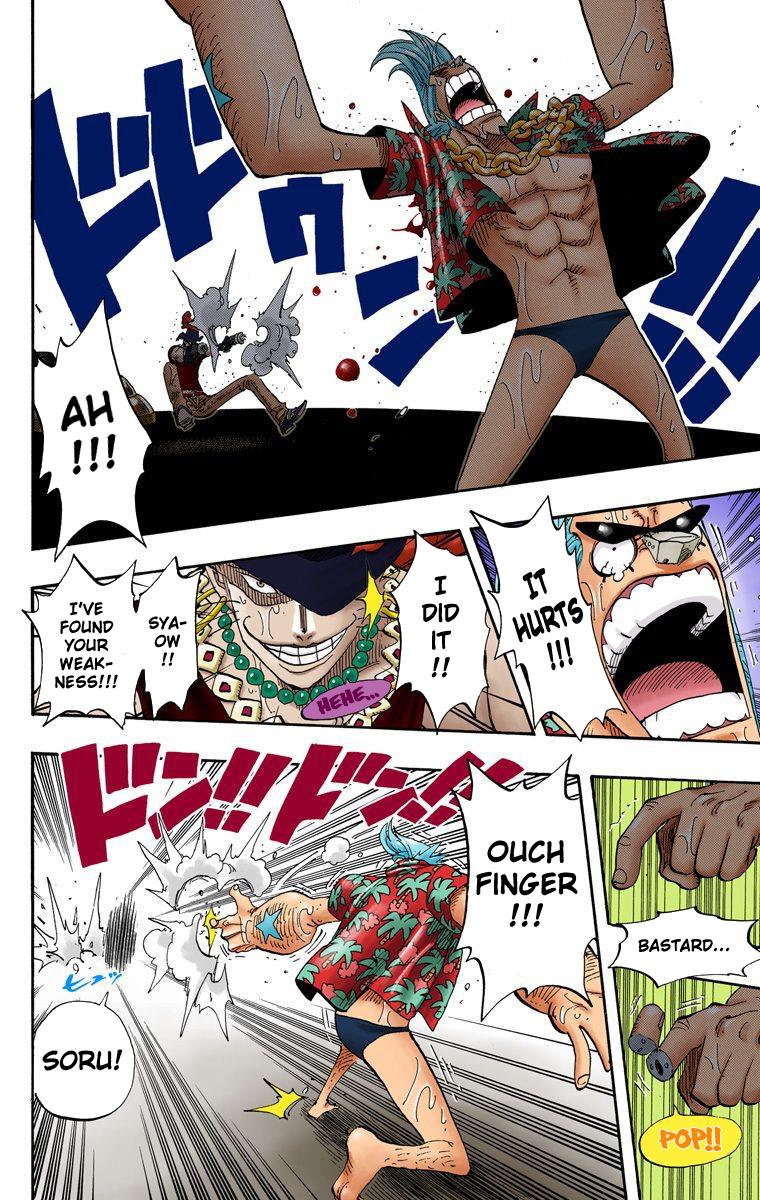 ドドウン!!!
AH
!!!
IT
HURTS
!!!
I
DID
IT
!!
HEHE...
SYA-
OW
!!
I'VE
FOUND
YOUR
WEAK-
NESS!!!
BASTARD...
POP!!
OUCH
FINGER
!!!
ドン!!ドン!!
SORU!